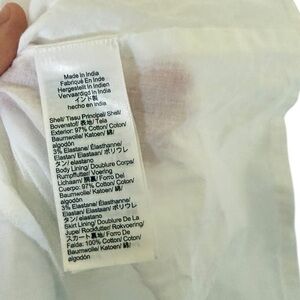 Made In India
Fabriqué En Inde
Hergestellt In Indien
Vervaardigd In India
インド製
hecho en India
Shell/ Tissu Principal/ Shell/
Bovenstof/ 表地/ Tela
Exterior: 97% Cotton/ Coton/
Baumwolle/ Katoen/ 綿/
algodón
3% Elastane/ Élasthanne/
Elastan/ Elastaan/ ポリウレ
タン/ elastano
Body Lining/ Doublure Corps/
Rumpffutter/ Voering
Lichaam/ 胴裏/ Forro De
Cuerpo: 97% Cotton/ Coton/
Baumwolle/ Katoen/ 綿/
algodón
3% Elastane/ Élasthanne/
Elastan/ Elastaan/ ポリウレ
タン/ elastano
Skirt Lining/ Doublure De La
Jupe/ Rockfutter/ Rokvoering/
スカート裏地/ Forro De
Falda: 100% Cotton/ Coton/
Baumwolle/ Katoen/ 綿/
algodón